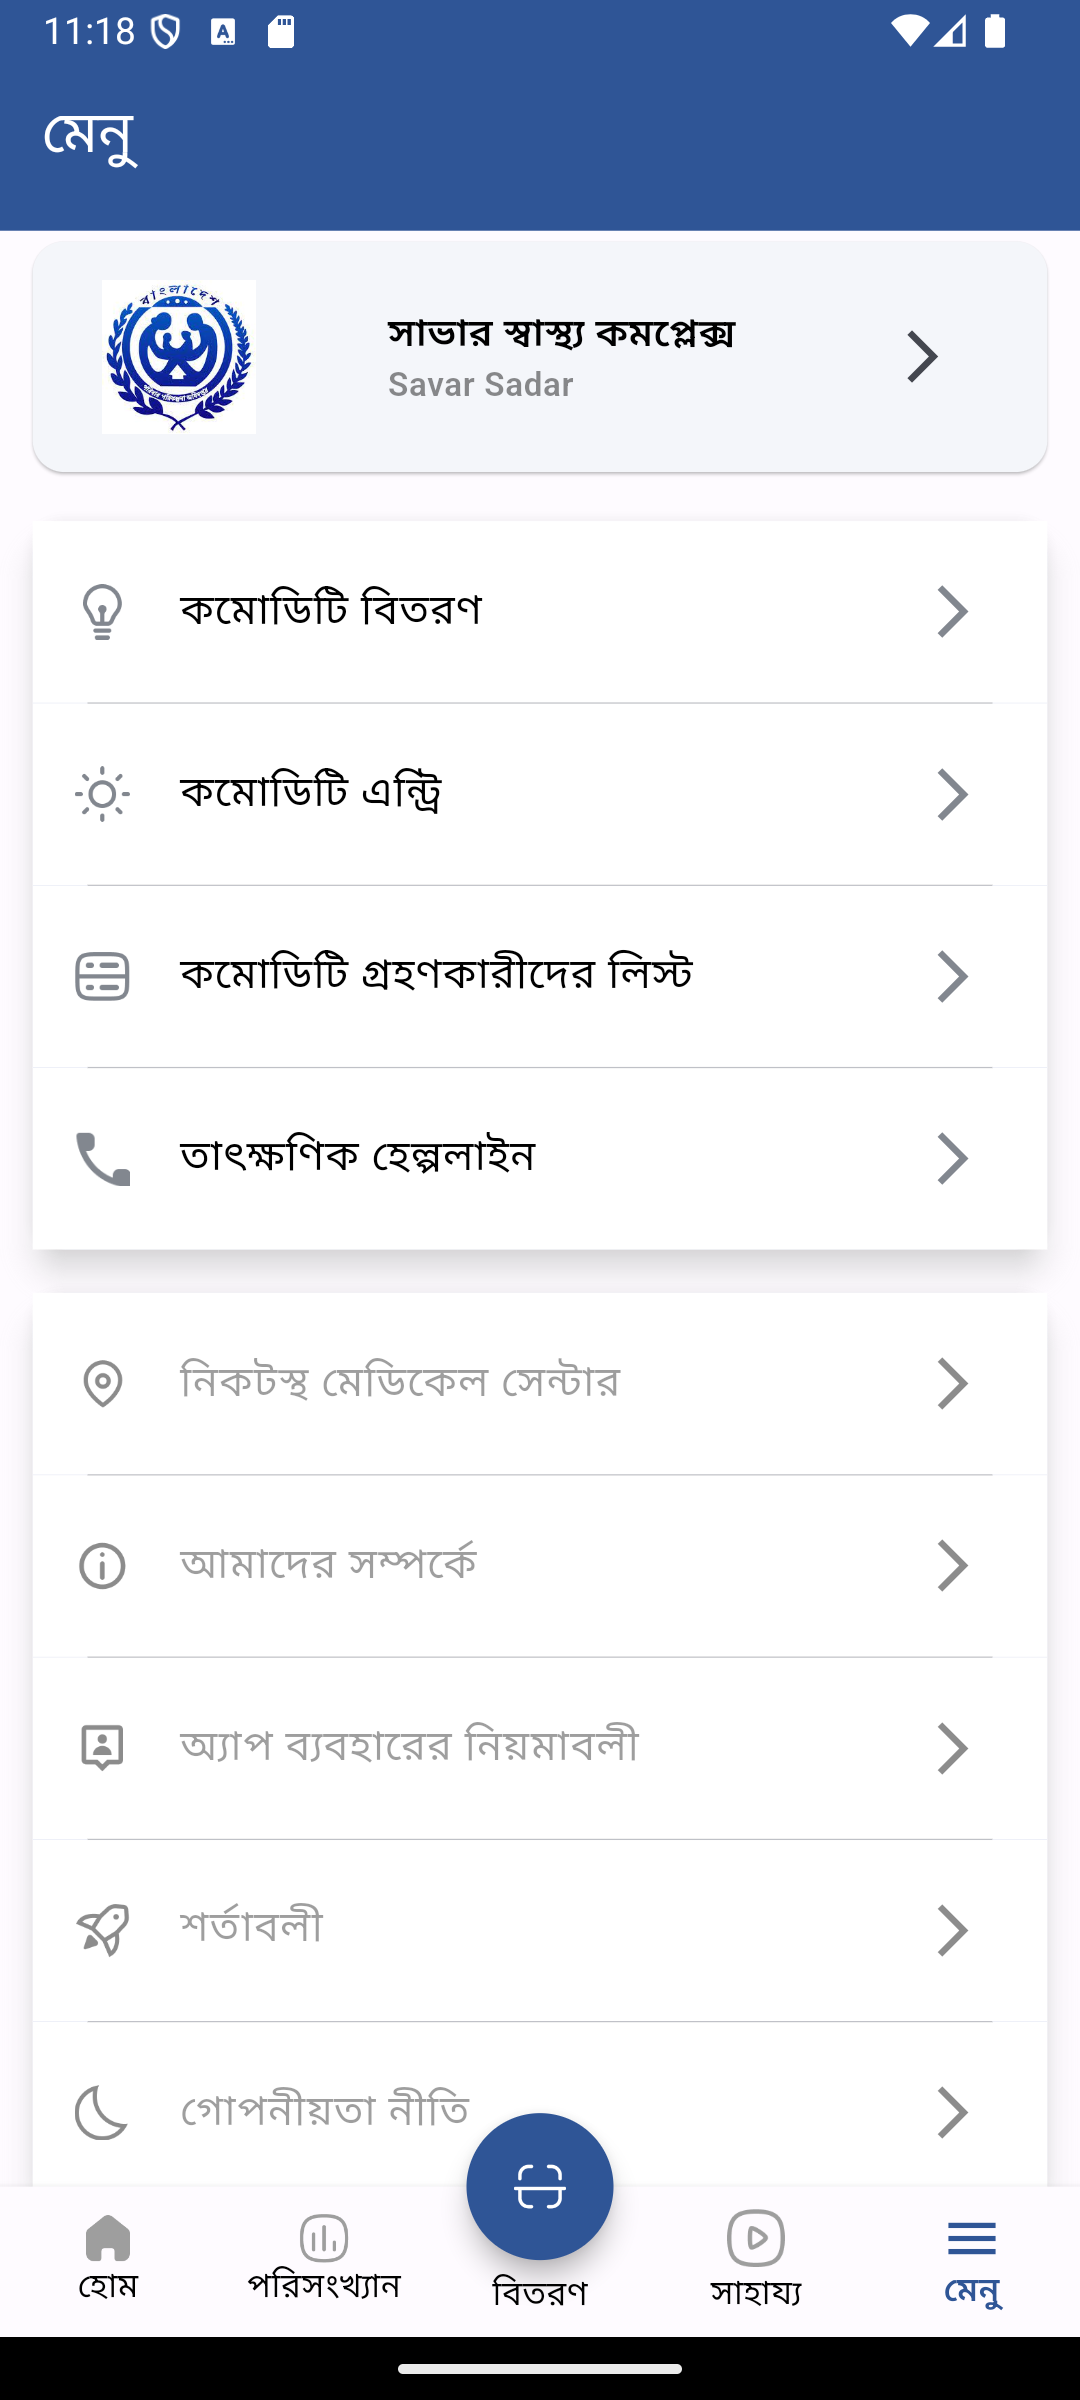 11:18
মেনু
বাংলাদেশ
সাভার স্বাস্থ্য কমপ্লেক্স
Savar Sadar
কমোডিটি বিতরণ
কমোডিটি এন্ট্রি
কমোডিটি গ্রহণকারীদের লিস্ট
তাৎক্ষণিক হেল্পলাইন
নিকটস্থ মেডিকেল সেন্টার
আমাদের সম্পর্কে
অ্যাপ ব্যবহারের নিয়মাবলী
শর্তাবলী
গোপনীয়তা নীতি
হোম
পরিসংখ্যান
বিতরণ
সাহায্য
মেনু